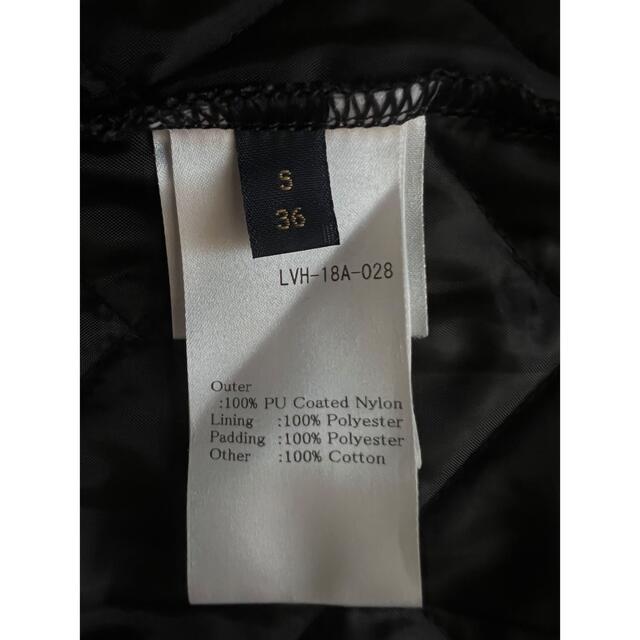 S
36
LVH-18A-028
Outer
:100% PU Coated Nylon
Lining :100% Polyester
Padding :100% Polyester
Other :100% Cotton